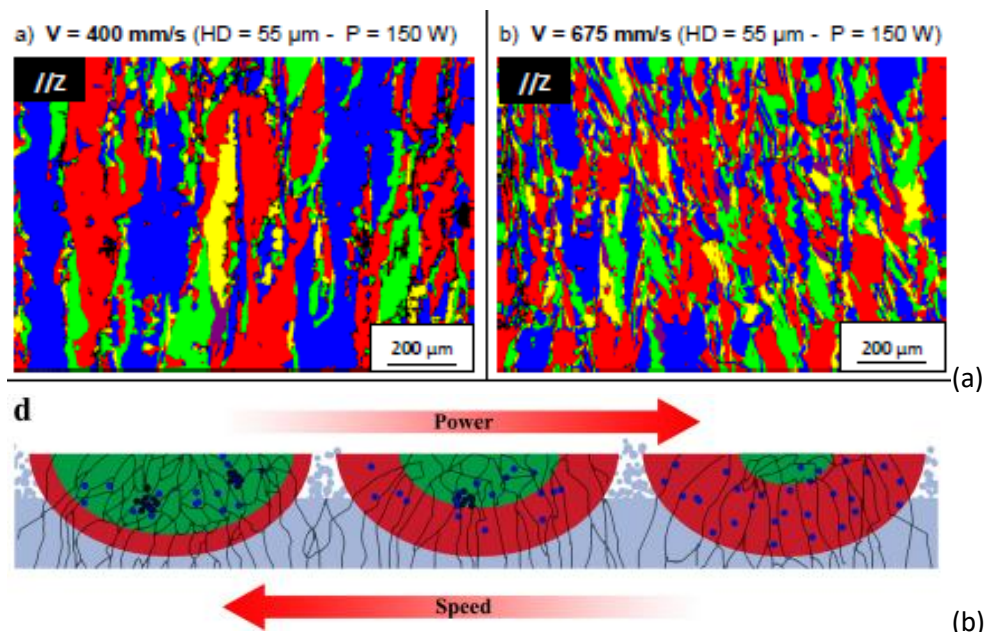 a) V = 400 mm/s (HD = 55 µm - P = 150 W)
b) V = 675 mm/s (HD = 55 µm - P = 150 W)
//Z
//Z
200 µm
200 µm
(a)
d
Power
Speed
(b)